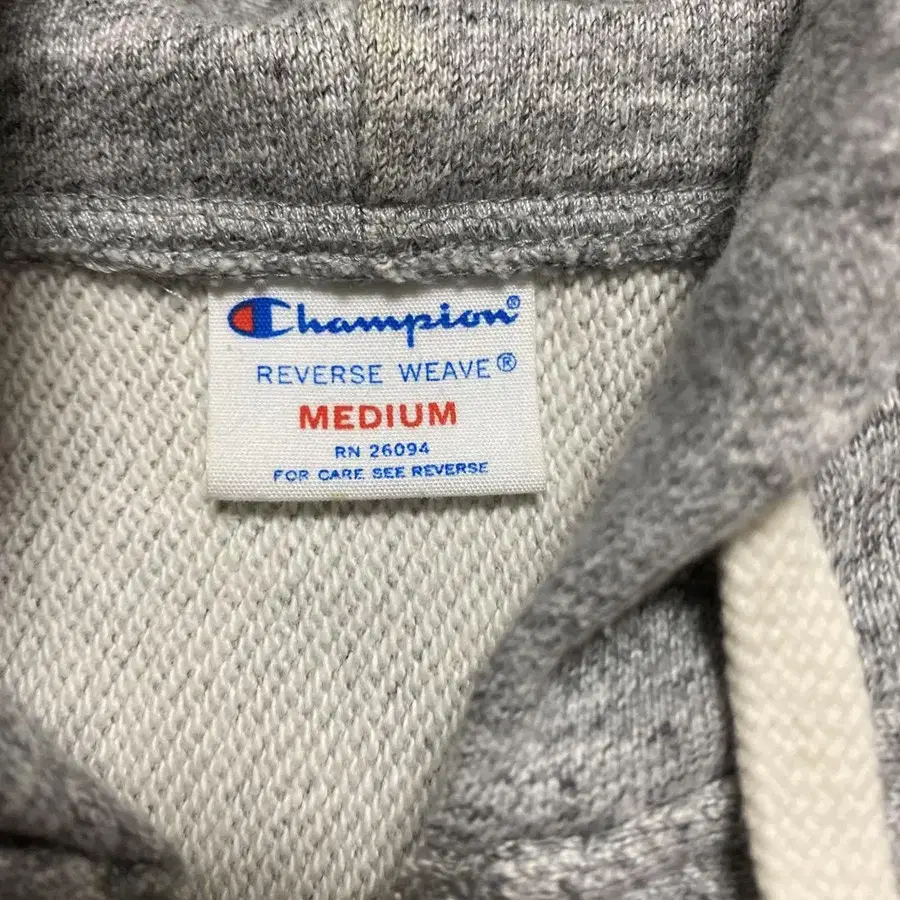 Champion®
REVERSE WEAVE®
MEDIUM
RN 26094
FOR CARE SEE REVERSE